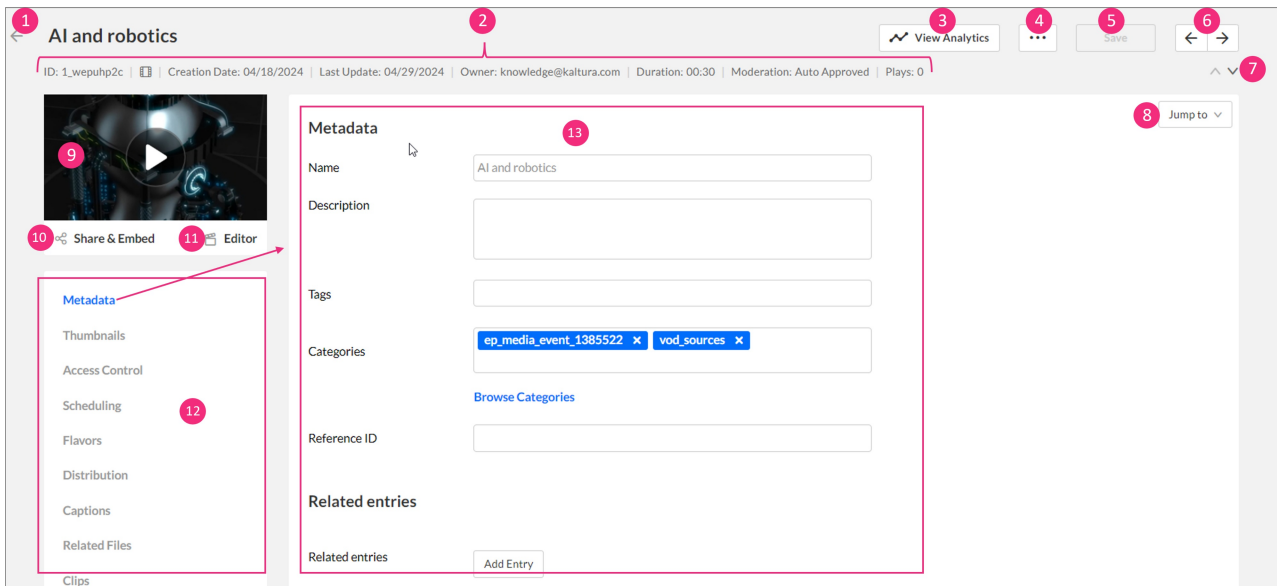 1
2
3
4
5
6
AI and robotics
View Analytics
Save
ID: 1_wepuhp2c | Creation Date: 04/18/2024 | Last Update: 04/29/2024 | Owner: knowledge@kaltura.com | Duration: 00:30 | Moderation: Auto Approved | Plays: 0
7
8
Jump to
9
10
Share & Embed
11
Editor
Metadata
Thumbnails
Access Control
Scheduling
12
Flavors
Distribution
Captions
Related Files
Clips
Metadata
13
Name
AI and robotics
Description
Tags
Categories
ep_media_event_1385522 ×
vod_sources ×
Browse Categories
Reference ID
Related entries
Related entries
Add Entry